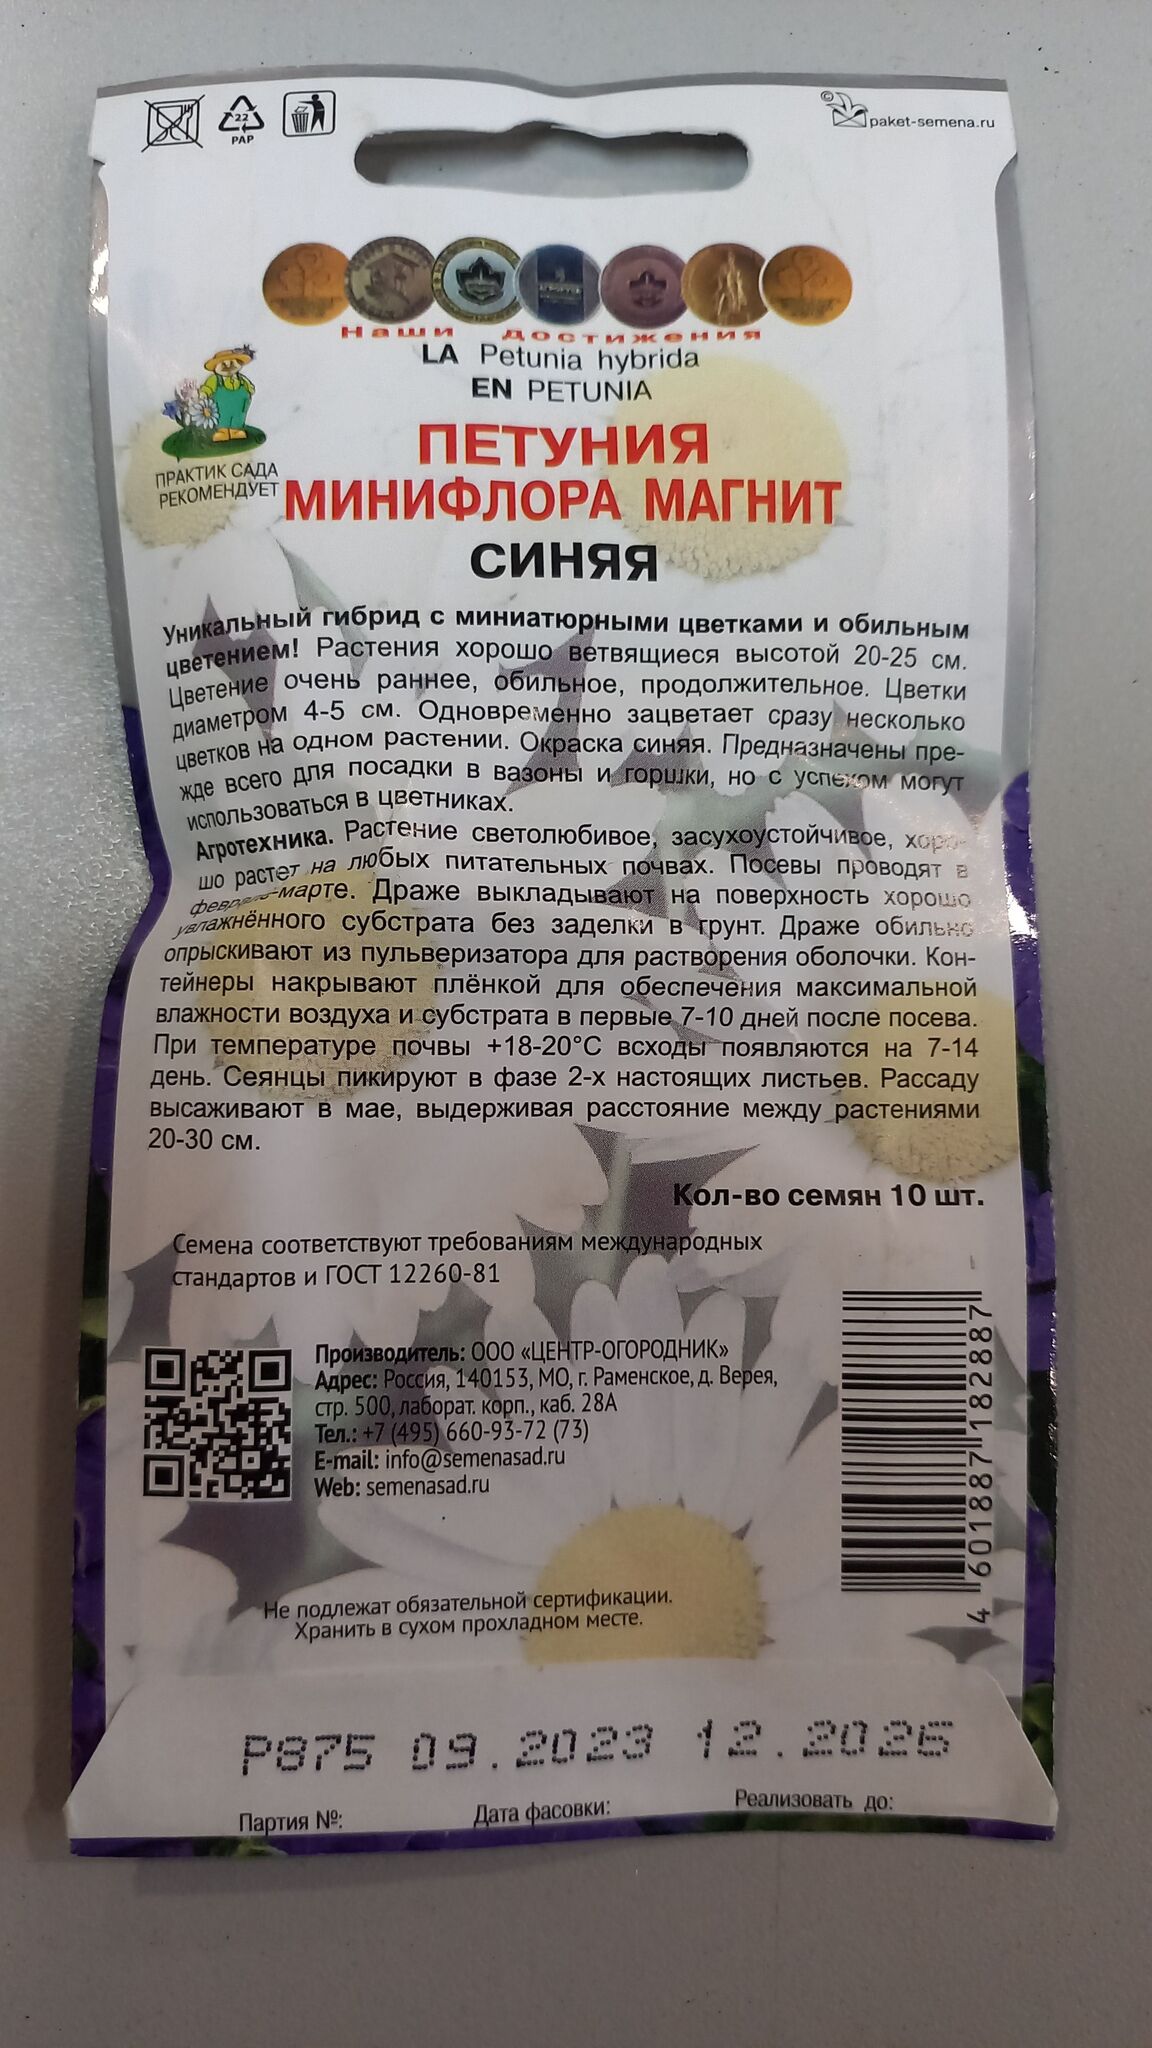 22
PAP
© paket-semena.ru
Наши достижения
LA Petunia hybrida
EN PETUNIA
ПРАКТИК САДА
РЕКОМЕНДУЕТ
ПЕТУНИЯ
МИНИФЛОРА МАГНИТ
СИНЯЯ
Уникальный гибрид с миниатюрными цветками и обильным
цветением! Растения хорошо ветвящиеся высотой 20-25 см.
Цветение очень раннее, обильное, продолжительное. Цветки
диаметром 4-5 см. Одновременно зацветает сразу несколько
цветков на одном растении. Окраска синяя. Предназначены пре-
жде всего для посадки в вазоны и горшки, но с успехом могут
использоваться в цветниках.
Агротехника. Растение светолюбивое, засухоустойчивое, хоро-
шо растет на любых питательных почвах. Посевы проводят в
феврале-марте. Драже выкладывают на поверхность хорошо
увлажнённого субстрата без заделки в грунт. Драже обильно
опрыскивают из пульверизатора для растворения оболочки. Кон-
тейнеры накрывают плёнкой для обеспечения максимальной
влажности воздуха и субстрата в первые 7-10 дней после посева.
При температуре почвы +18-20°С всходы появляются на 7-14
день. Сеянцы пикируют в фазе 2-х настоящих листьев. Рассаду
высаживают в мае, выдерживая расстояние между растениями
20-30 см.
Кол-во семян 10 шт.
Семена соответствуют требованиям международных
стандартов и ГОСТ 12260-81
Производитель: ООО «ЦЕНТР-ОГОРОДНИК»
Адрес: Россия, 140153, МО, г. Раменское, д. Верея,
стр. 500, лаборат. корп., каб. 28А
Тел.: +7 (495) 660-93-72 (73)
E-mail: info@semenasad.ru
Web: semenasad.ru
4 601887 182887
Не подлежат обязательной сертификации.
Хранить в сухом прохладном месте.
P875 09.2023 12.2026
Партия №: Дата фасовки: Реализовать до: